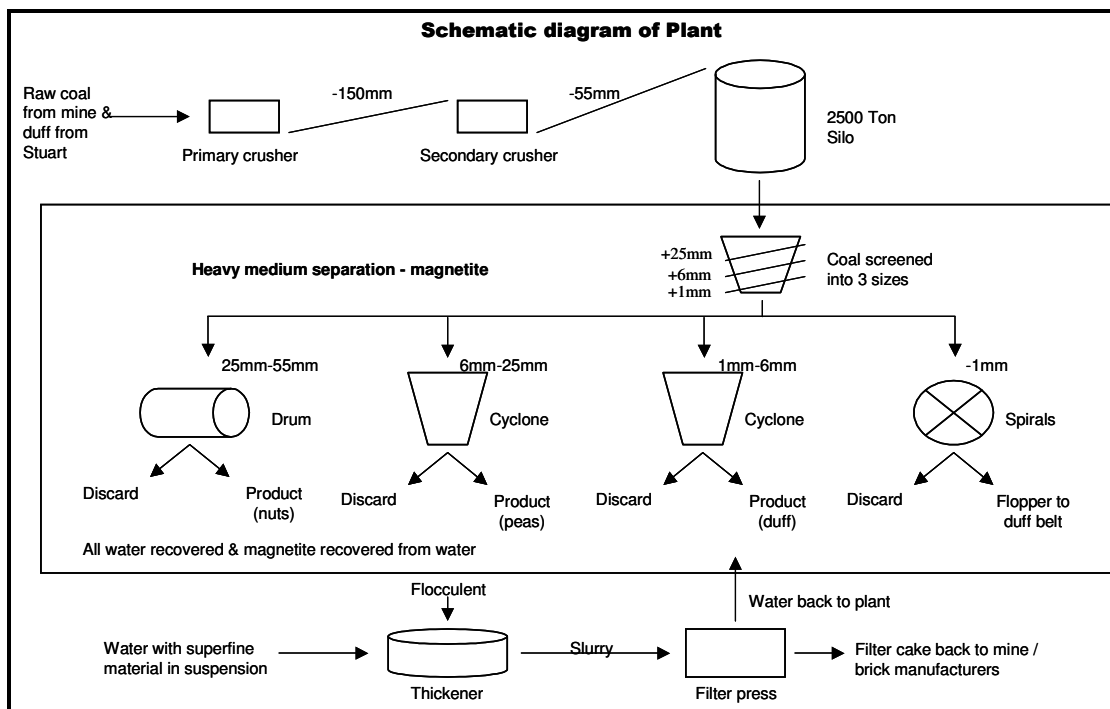 Schematic diagram of Plant
Raw coal
from mine &
duff from
Stuart
-150mm
-55mm
Primary crusher
Secondary crusher
2500 Ton
Silo
Heavy medium separation - magnetite
+25mm
+6mm
+1mm
Coal screened
into 3 sizes
25mm-55mm
6mm-25mm
1mm-6mm
-1mm
Drum
Cyclone
Cyclone
Spirals
Discard
Product
(nuts)
Discard
Product
(peas)
Discard
Product
(duff)
Discard
Flopper to
duff belt
All water recovered & magnetite recovered from water
Flocculent
Water back to plant
Water with superfine
material in suspension
Slurry
Filter cake back to mine /
brick manufacturers
Thickener
Filter press